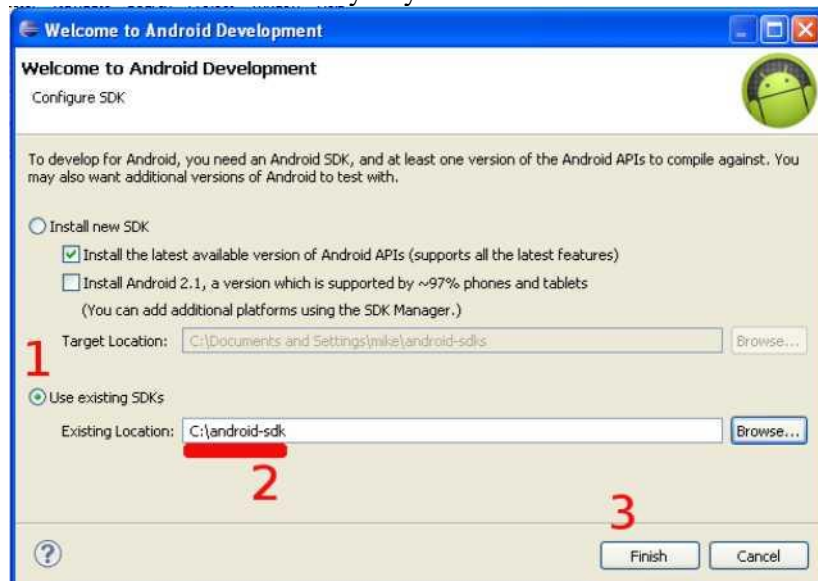 Welcome to Android Development
Welcome to Android Development
Configure SDK
To develop for Android, you need an Android SDK, and at least one version of the Android APIs to compile against. You
may also want additional versions of Android to test with.
Install new SDK
Install the latest available version of Android APIs (supports all the latest features)
Install Android 2.1, a version which is supported by ~97% phones and tablets
(You can add additional platforms using the SDK Manager.)
Target Location: C:\Documents and Settings\mike\android-sdks Browse...
1
Use existing SDKs
Existing Location: C:\android-sdk Browse...
2
3
? Finish Cancel